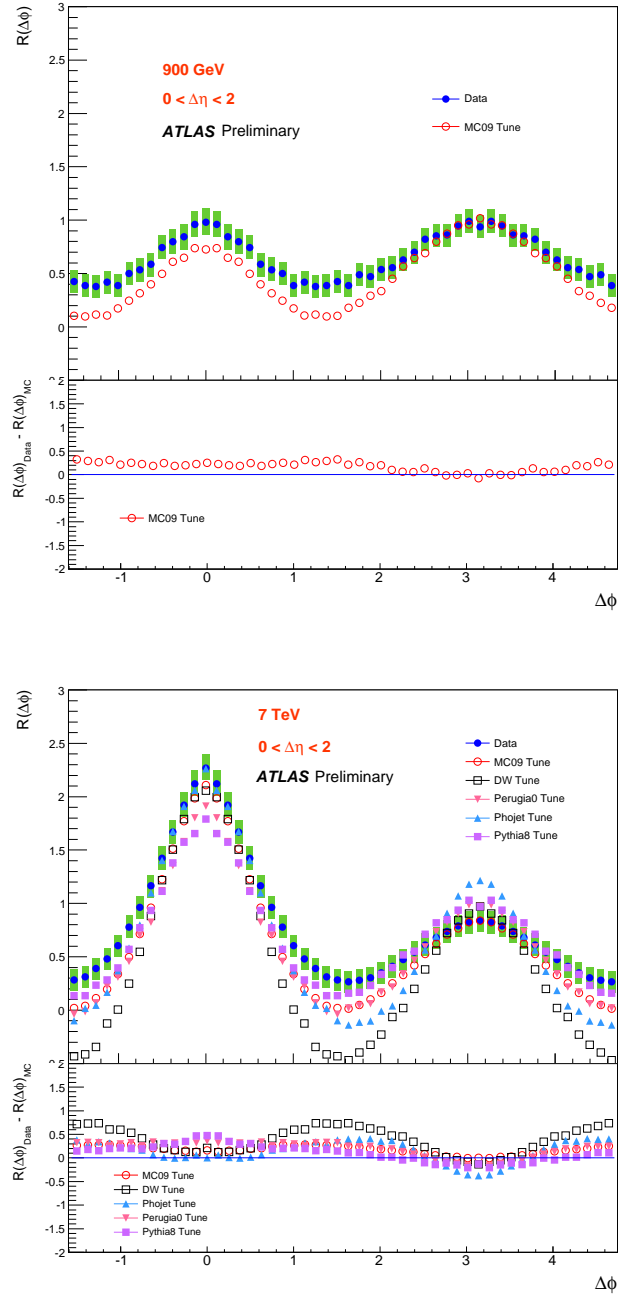 R(Δϕ)
3
2.5
2
1.5
1
0.5
0
-0.5
900 GeV
0 < Δη < 2
ATLAS Preliminary
Data
MC09 Tune
R(Δϕ)Data - R(Δϕ)MC
1.5
1
0.5
0
-0.5
-1
-1.5
-2
MC09 Tune
-1 0 1 2 3 4
Δϕ
R(Δϕ)
3
2.5
2
1.5
1
0.5
0
7 TeV
0 < Δη < 2
ATLAS Preliminary
Data
MC09 Tune
DW Tune
Perugia0 Tune
Phojet Tune
Pythia8 Tune
R(Δϕ)Data - R(Δϕ)MC
1.5
1
0.5
0
-0.5
-1
-1.5
-2
MC09 Tune
DW Tune
Phojet Tune
Perugia0 Tune
Pythia8 Tune
-1 0 1 2 3 4
Δϕ